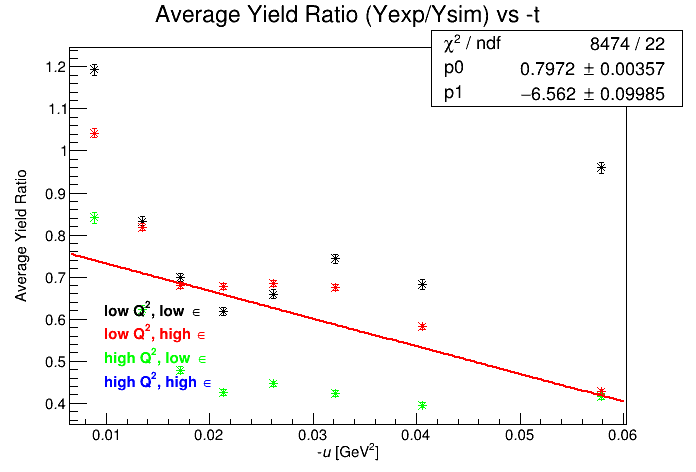 Average Yield Ratio (Yexp/Ysim) vs -t
χ² / ndf 8474 / 22
p0 0.7972 ± 0.00357
p1 −6.562 ± 0.09985
Average Yield Ratio
1.2
1.1
1
0.9
0.8
0.7
0.6
0.5
0.4
low Q², low ∈
low Q², high ∈
high Q², low ∈
high Q², high ∈
0.01 0.02 0.03 0.04 0.05 0.06
-u [GeV²]